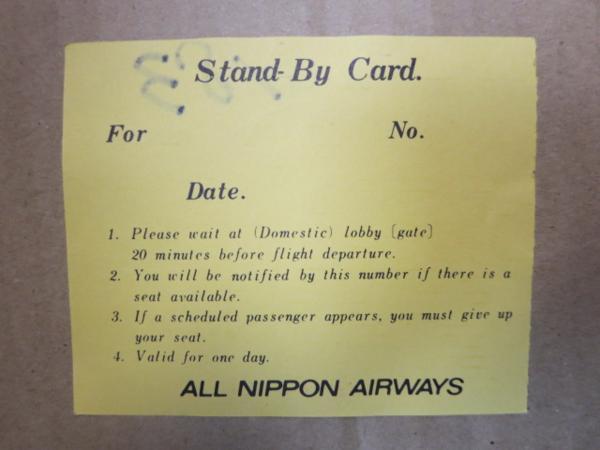 Stand-By Card.
For No.
Date.
1. Please wait at (Domestic) lobby [gate]
20 minutes before flight departure.
2. You will be notified by this number if there is a
seat available.
3. If a scheduled passenger appears, you must give up
your seat.
4. Valid for one day.
ALL NIPPON AIRWAYS